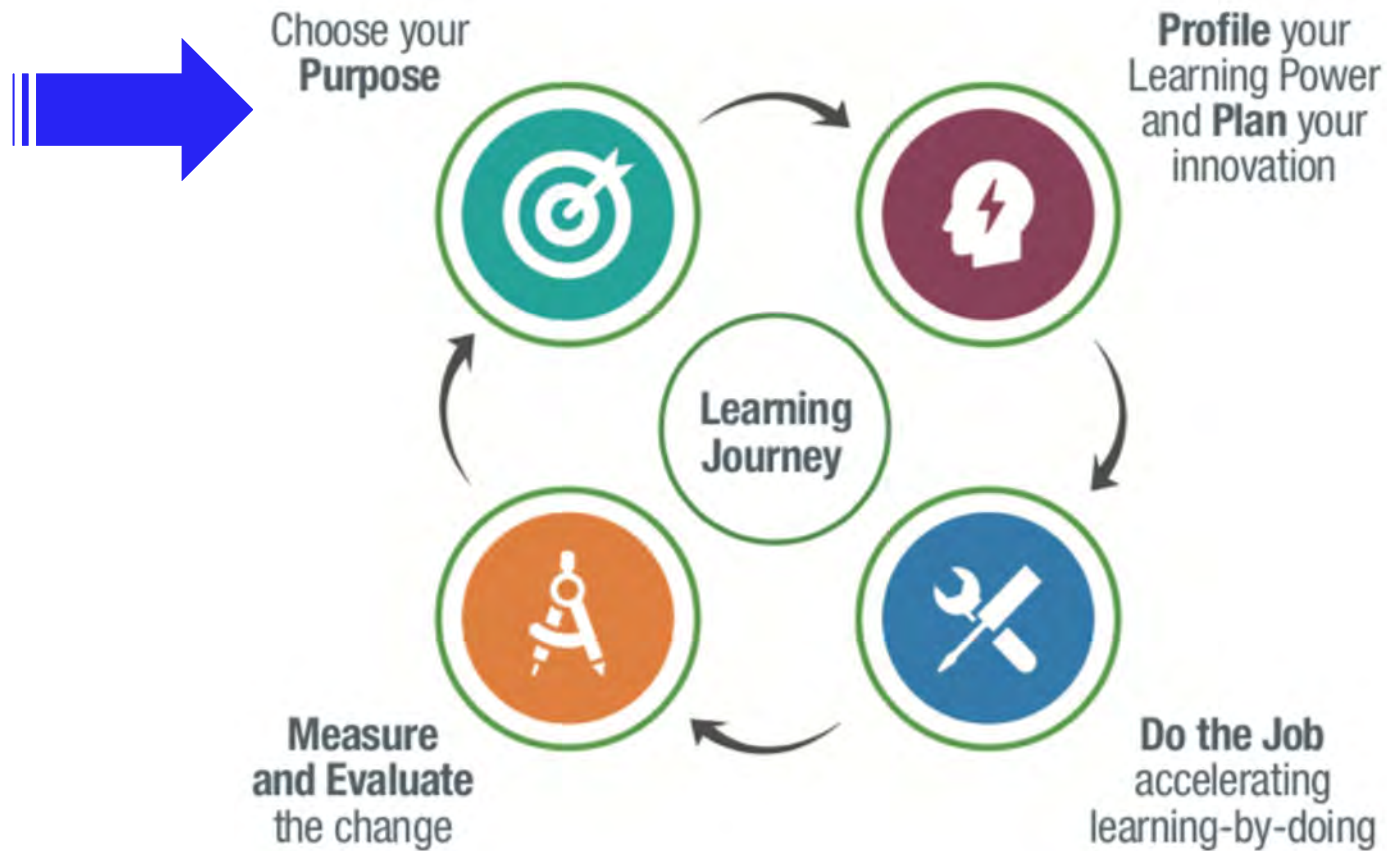 Choose your
Purpose
Profile your
Learning Power
and Plan your
innovation
Learning
Journey
Measure
and Evaluate
the change
Do the Job
accelerating
learning-by-doing